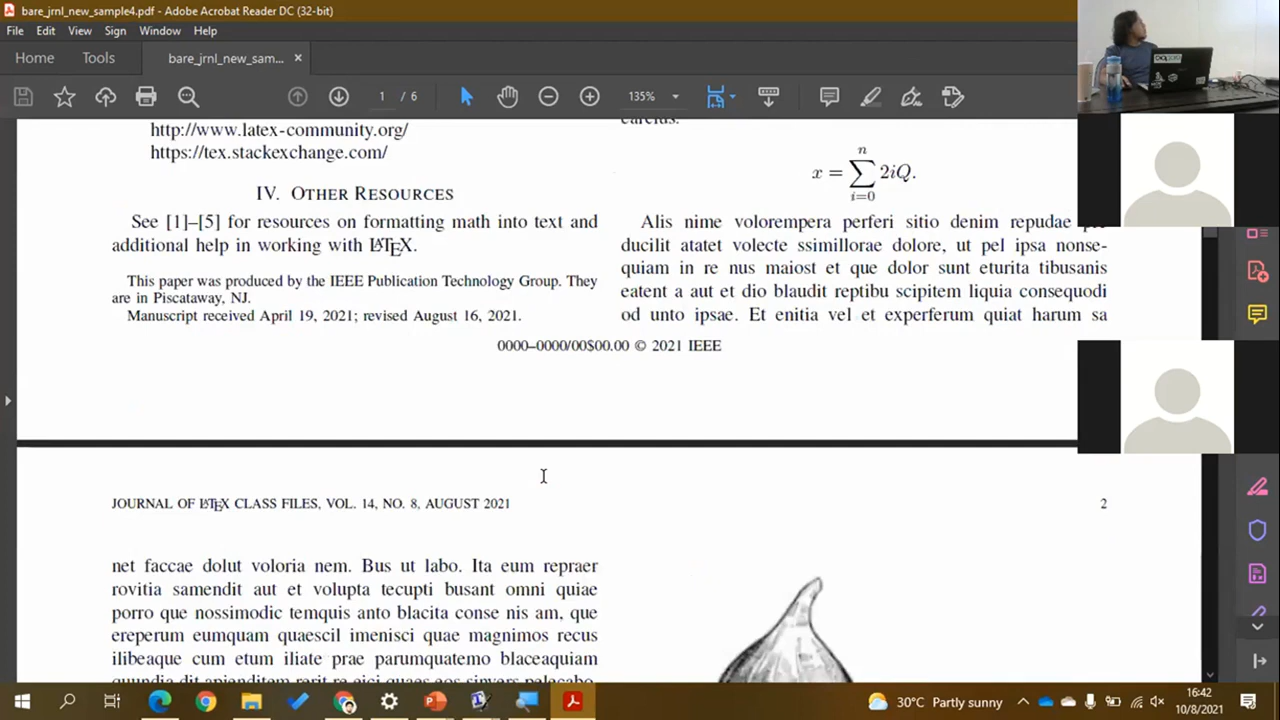 bare_jrnl_new_sample4.pdf - Adobe Acrobat Reader DC (32-bit)
File Edit View Sign Window Help
Home Tools bare_jrnl_new_sam... ×
1 / 6 135%
http://www.latex-community.org/
https://tex.stackexchange.com/
IV. OTHER RESOURCES
See [1]–[5] for resources on formatting math into text and
additional help in working with LATEX.
This paper was produced by the IEEE Publication Technology Group. They
are in Piscataway, NJ.
Manuscript received April 19, 2021; revised August 16, 2021.
x = ∑ i=0 n 2iQ.
Alis nime volorempera perferi sitio denim repudae
ducilit atatet volecte ssimillorae dolore, ut pel ipsa nonse-
quiam in re nus maiost et que dolor sunt eturita tibusanis
eatent a aut et dio blaudit reptibu scipitem liquia consequodi
od unto ipsae. Et enitia vel et experferum quiat harum sa
0000–0000/00$00.00 © 2021 IEEE
JOURNAL OF LATEX CLASS FILES, VOL. 14, NO. 8, AUGUST 2021 2
net faccae dolut voloria nem. Bus ut labo. Ita eum repraer
rovitia samendit aut et volupta tecupti busant omni quiae
porro que nossimodic temquis anto blacita conse nis am, que
ereperum eumquam quaescil imenisci quae magnimos recus
ilibeaque cum etum iliate prae parumquatemo blaceaquiam
30°C Partly sunny
16:42
10/8/2021